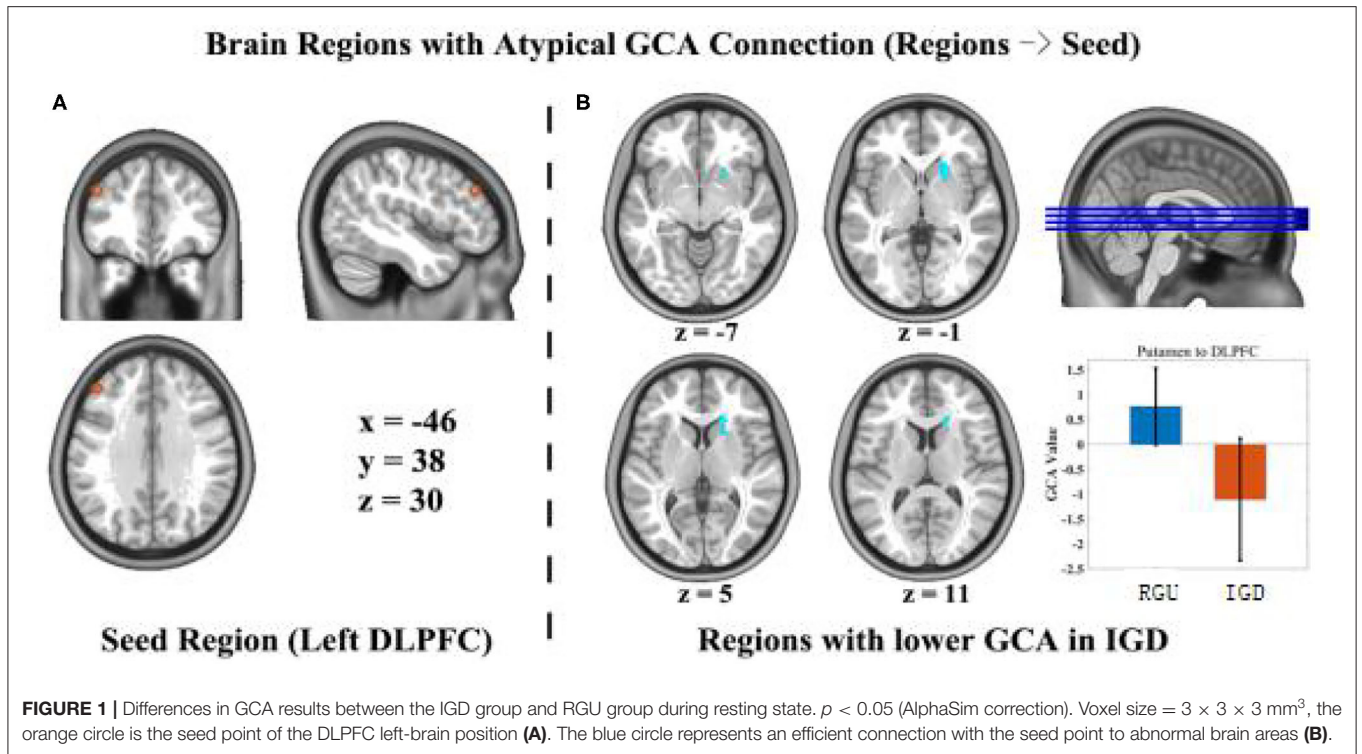 Brain Regions with Atypical GCA Connection (Regions -> Seed)
A
x = -46
y = 38
z = 30
Seed Region (Left DLPFC)
B
z = -7
z = -1
z = 5
z = 11
Putamen to DLPFC
GCA Value
1.5
1
0.5
0
-0.5
-1
-1.5
-2
-2.5
RGU
IGD
Regions with lower GCA in IGD
FIGURE 1 | Differences in GCA results between the IGD group and RGU group during resting state. p < 0.05 (AlphaSim correction). Voxel size = 3 × 3 × 3 mm³, the
orange circle is the seed point of the DLPFC left-brain position (A). The blue circle represents an efficient connection with the seed point to abnormal brain areas (B).